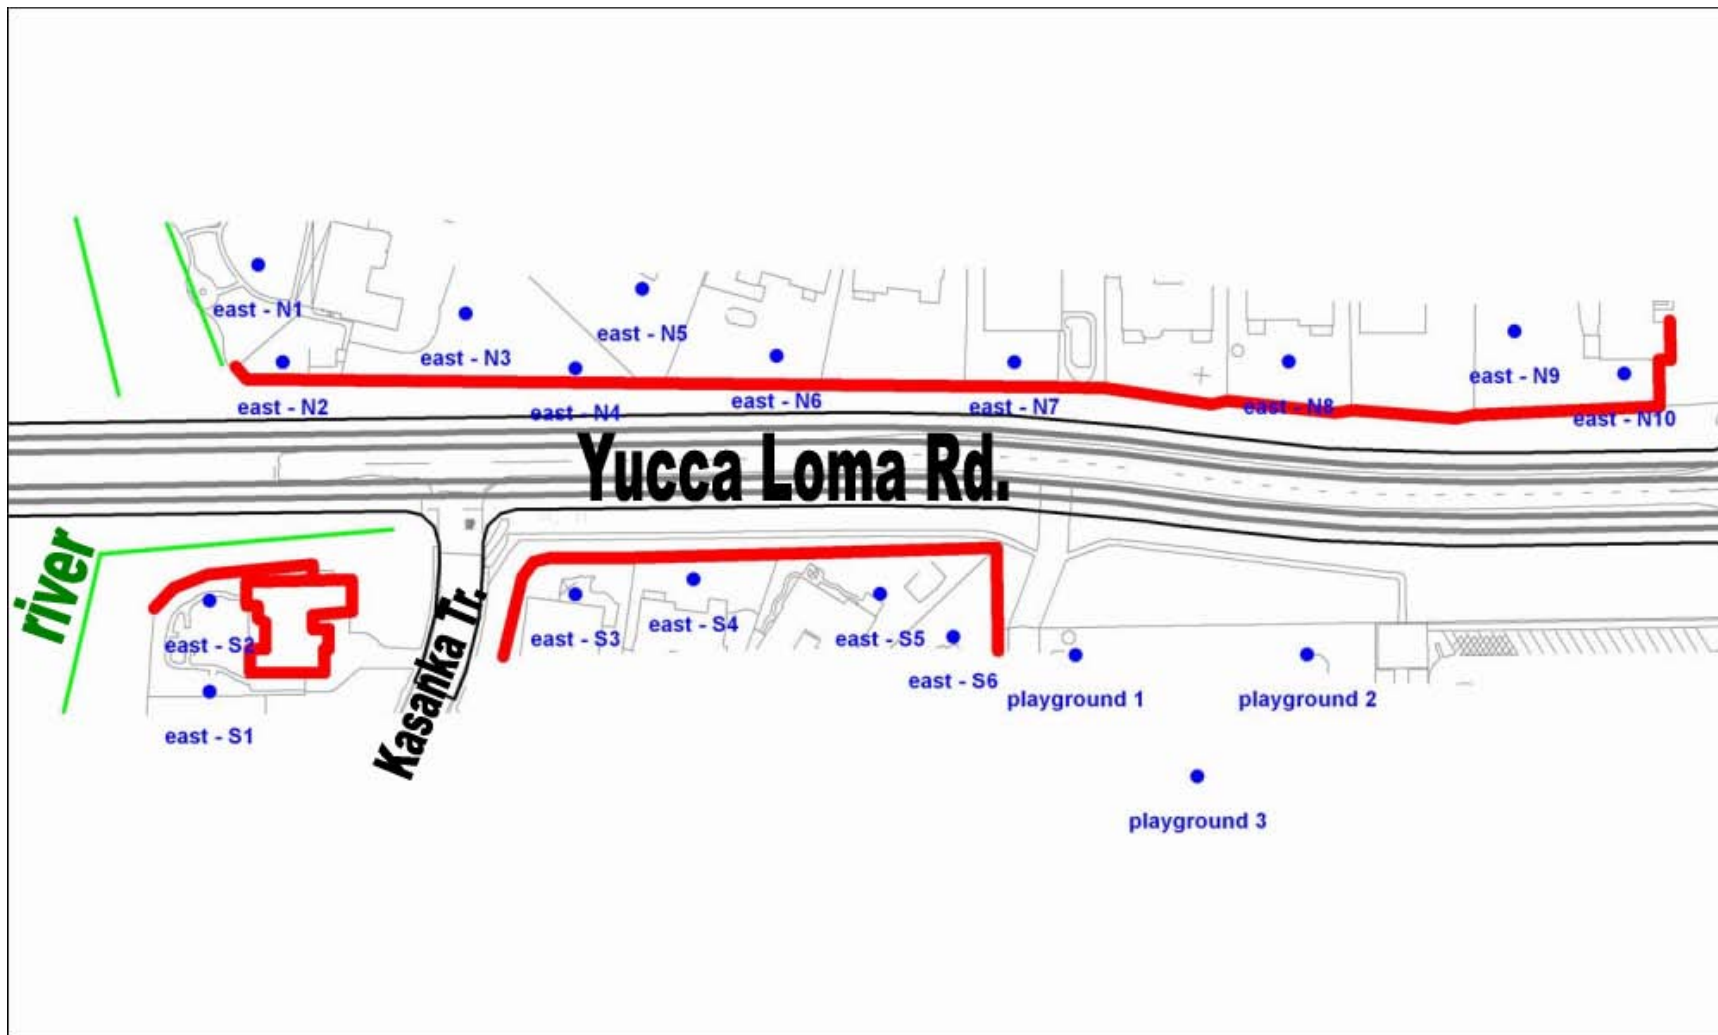 east - N1
east - N5
east - N3
east - N2
east - N4
east - N6
east - N7
east - N8
east - N9
east - N10
Yucca Loma Rd.
river
Kasanka Tr.
east - S2
east - S3
east - S4
east - S5
east - S6
east - S1
playground 1
playground 2
playground 3